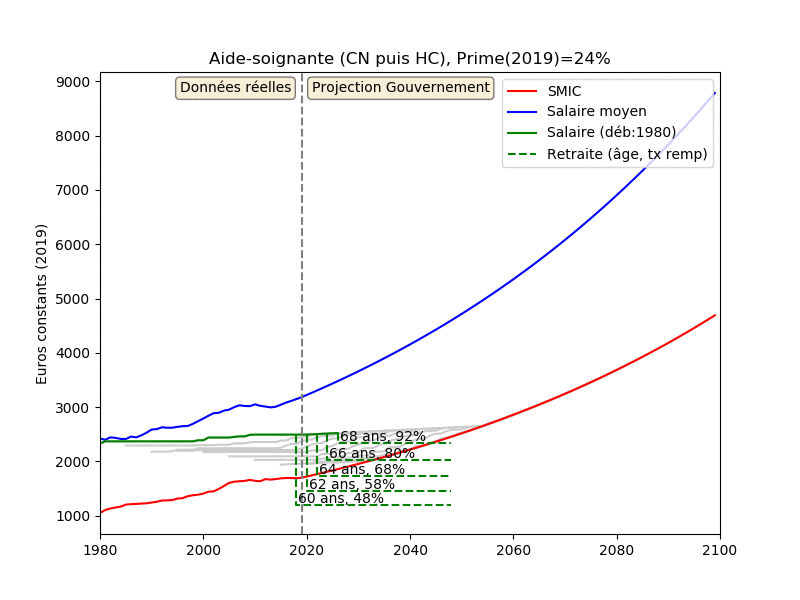 Aide-soignante (CN puis HC), Prime(2019)=24%
Données réelles
Projection Gouvernement
SMIC
Salaire moyen
Salaire (déb:1980)
Retraite (âge, tx remp)
Euros constants (2019)
9000
8000
7000
6000
5000
4000
3000
2000
1000
68 ans, 92%
66 ans, 80%
64 ans, 68%
62 ans, 58%
60 ans, 48%
1980 2000 2020 2040 2060 2080 2100